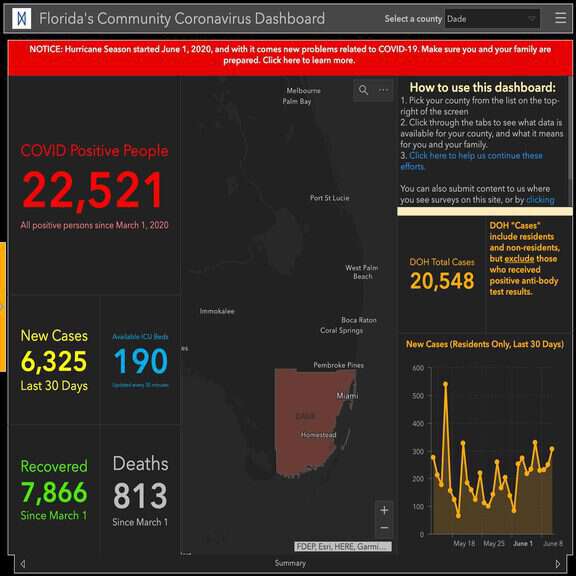 Florida's Community Coronavirus Dashboard
Select a county
Dade
NOTICE: Hurricane Season started June 1, 2020, and with it comes new problems related to COVID-19. Make sure you and your family are
prepared. Click here to learn more.
COVID Positive People
22,521
All positive persons since March 1, 2020
New Cases
6,325
Last 30 Days
Available ICU Beds
190
Updated every 30 minutes
Recovered
7,866
Since March 1
Deaths
813
Since March 1
Melbourne
Palm Bay
Port St Lucie
West Palm
Beach
Immokalee
Boca Raton
Coral Springs
es
Pembroke Pines
Miami
DADE
Homestead
+
−
FDEP, Esri, HERE, Garmi...
How to use this dashboard:
1. Pick your county from the list on the top-
right of the screen
2. Click through the tabs to see what data is
available for your county, and what it means
for you and your family.
3. Click here to help us continue these
efforts.
You can also submit content to us where
you see surveys on this site, or by clicking
DOH Total Cases
20,548
DOH "Cases"
include residents
and non-residents,
but exclude those
who received
positive anti-body
test results.
New Cases (Residents Only, Last 30 Days)
600
500
400
300
200
100
0
May 18
May 25
June 1
June 8
Summary